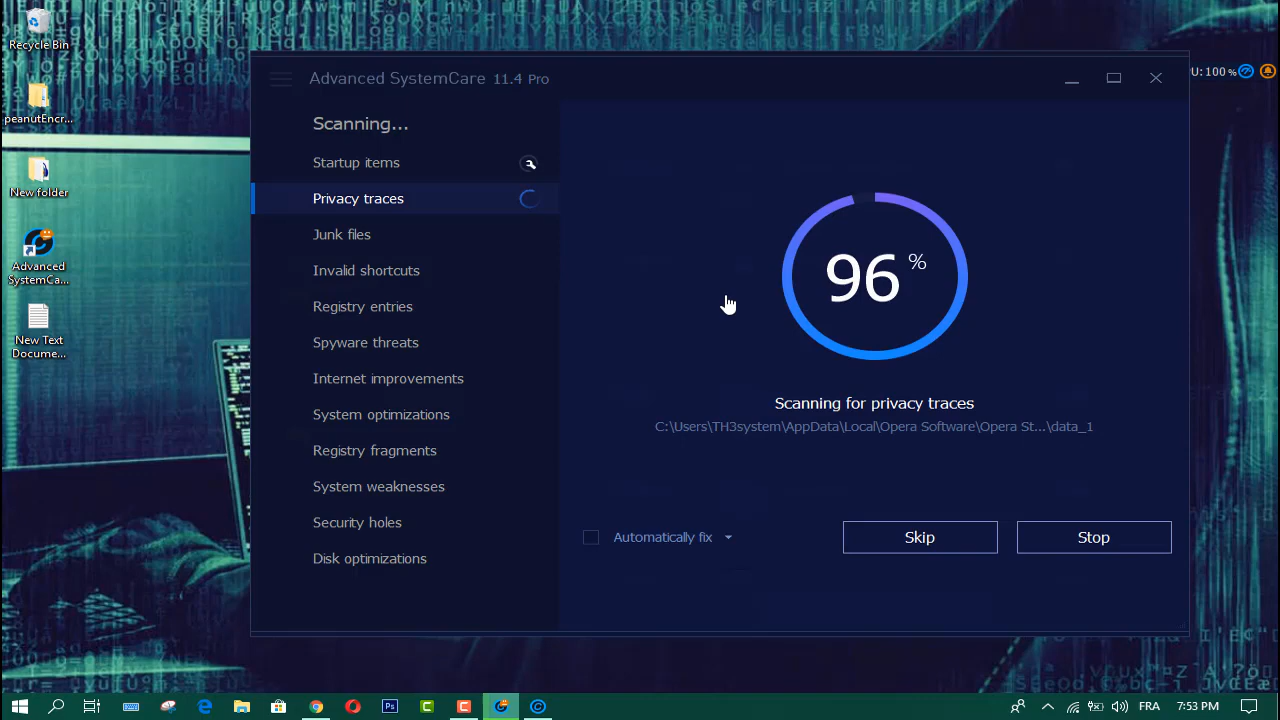 Recycle Bin
peanutEncr...
New folder
Advanced
SystemCa...
New Text
Docume...
Advanced SystemCare 11.4 Pro
U: 100 %
Scanning...
Startup items
Privacy traces
Junk files
Invalid shortcuts
Registry entries
Spyware threats
Internet improvements
System optimizations
Registry fragments
System weaknesses
Security holes
Disk optimizations
96 %
Scanning for privacy traces
C:\Users\TH3system\AppData\Local\Opera Software\Opera St...\data_1
Automatically fix
Skip
Stop
Ps
FRA
7:53 PM